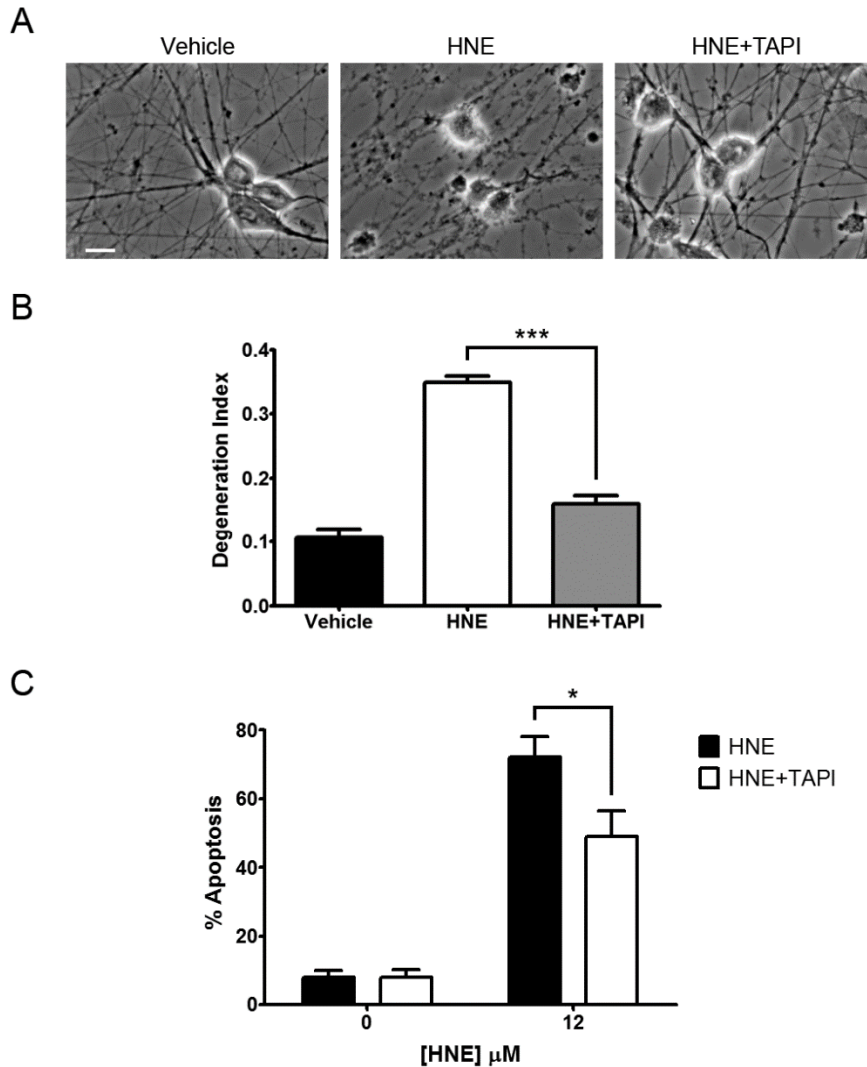 A
Vehicle HNE HNE+TAPI
B
***
0.4
0.3
0.2
0.1
0.0
Degeneration Index
Vehicle HNE HNE+TAPI
C
*
80
60
40
20
0
% Apoptosis
HNE
HNE+TAPI
0 12
[HNE] μM